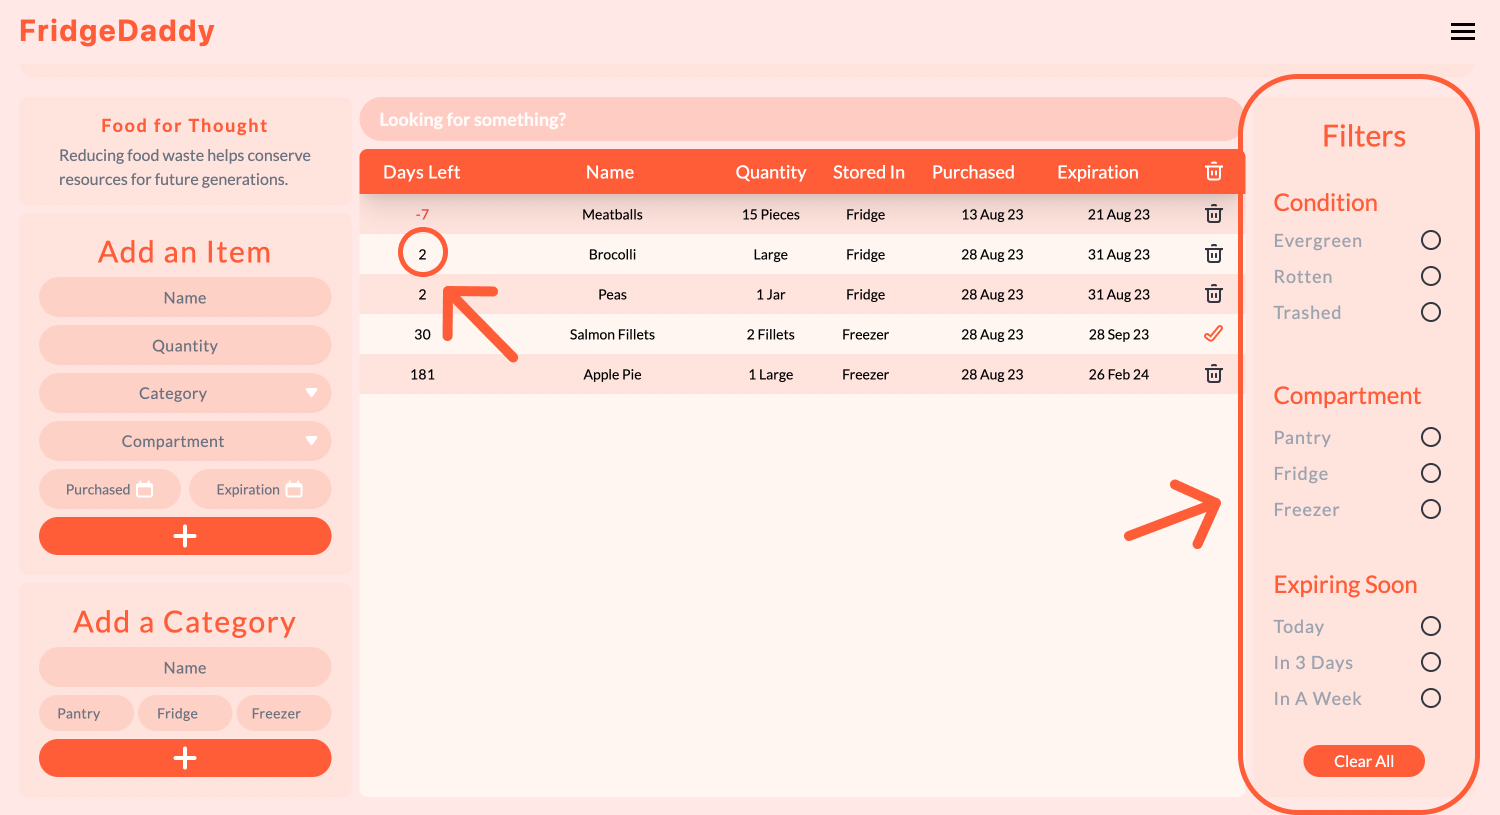 FridgeDaddy
Food for Thought
Reducing food waste helps conserve
resources for future generations.
Add an Item
Name
Quantity
Category
Compartment
Purchased Expiration
Add a Category
Name
Pantry Fridge Freezer
Looking for something?
Days Left Name Quantity Stored In Purchased Expiration
-7 Meatballs 15 Pieces Fridge 13 Aug 23 21 Aug 23
2 Brocolli Large Fridge 28 Aug 23 31 Aug 23
2 Peas 1 Jar Fridge 28 Aug 23 31 Aug 23
30 Salmon Fillets 2 Fillets Freezer 28 Aug 23 28 Sep 23
181 Apple Pie 1 Large Freezer 28 Aug 23 26 Feb 24
Filters
Condition
Evergreen
Rotten
Trashed
Compartment
Pantry
Fridge
Freezer
Expiring Soon
Today
In 3 Days
In A Week
Clear All